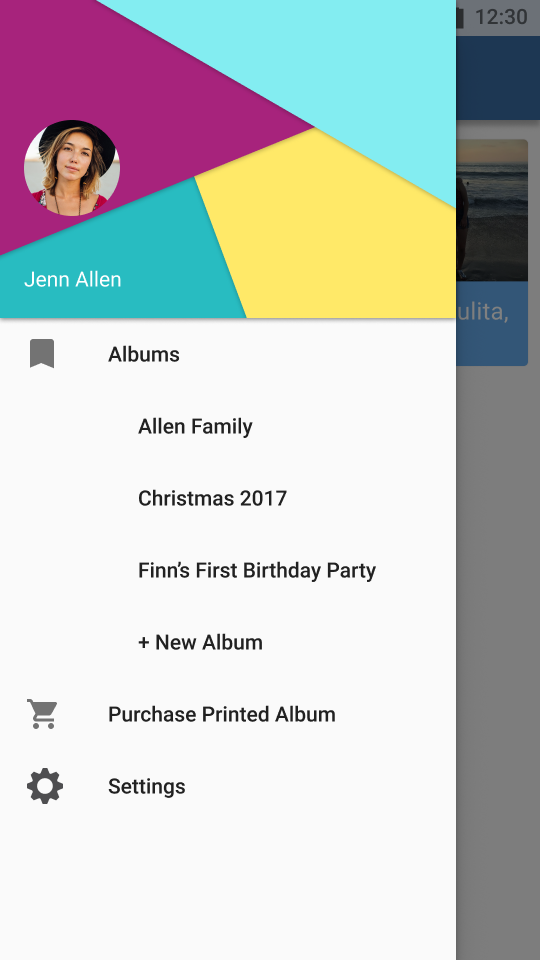 12:30
Jenn Allen
ulita,
Albums
Allen Family
Christmas 2017
Finn’s First Birthday Party
+ New Album
Purchase Printed Album
Settings